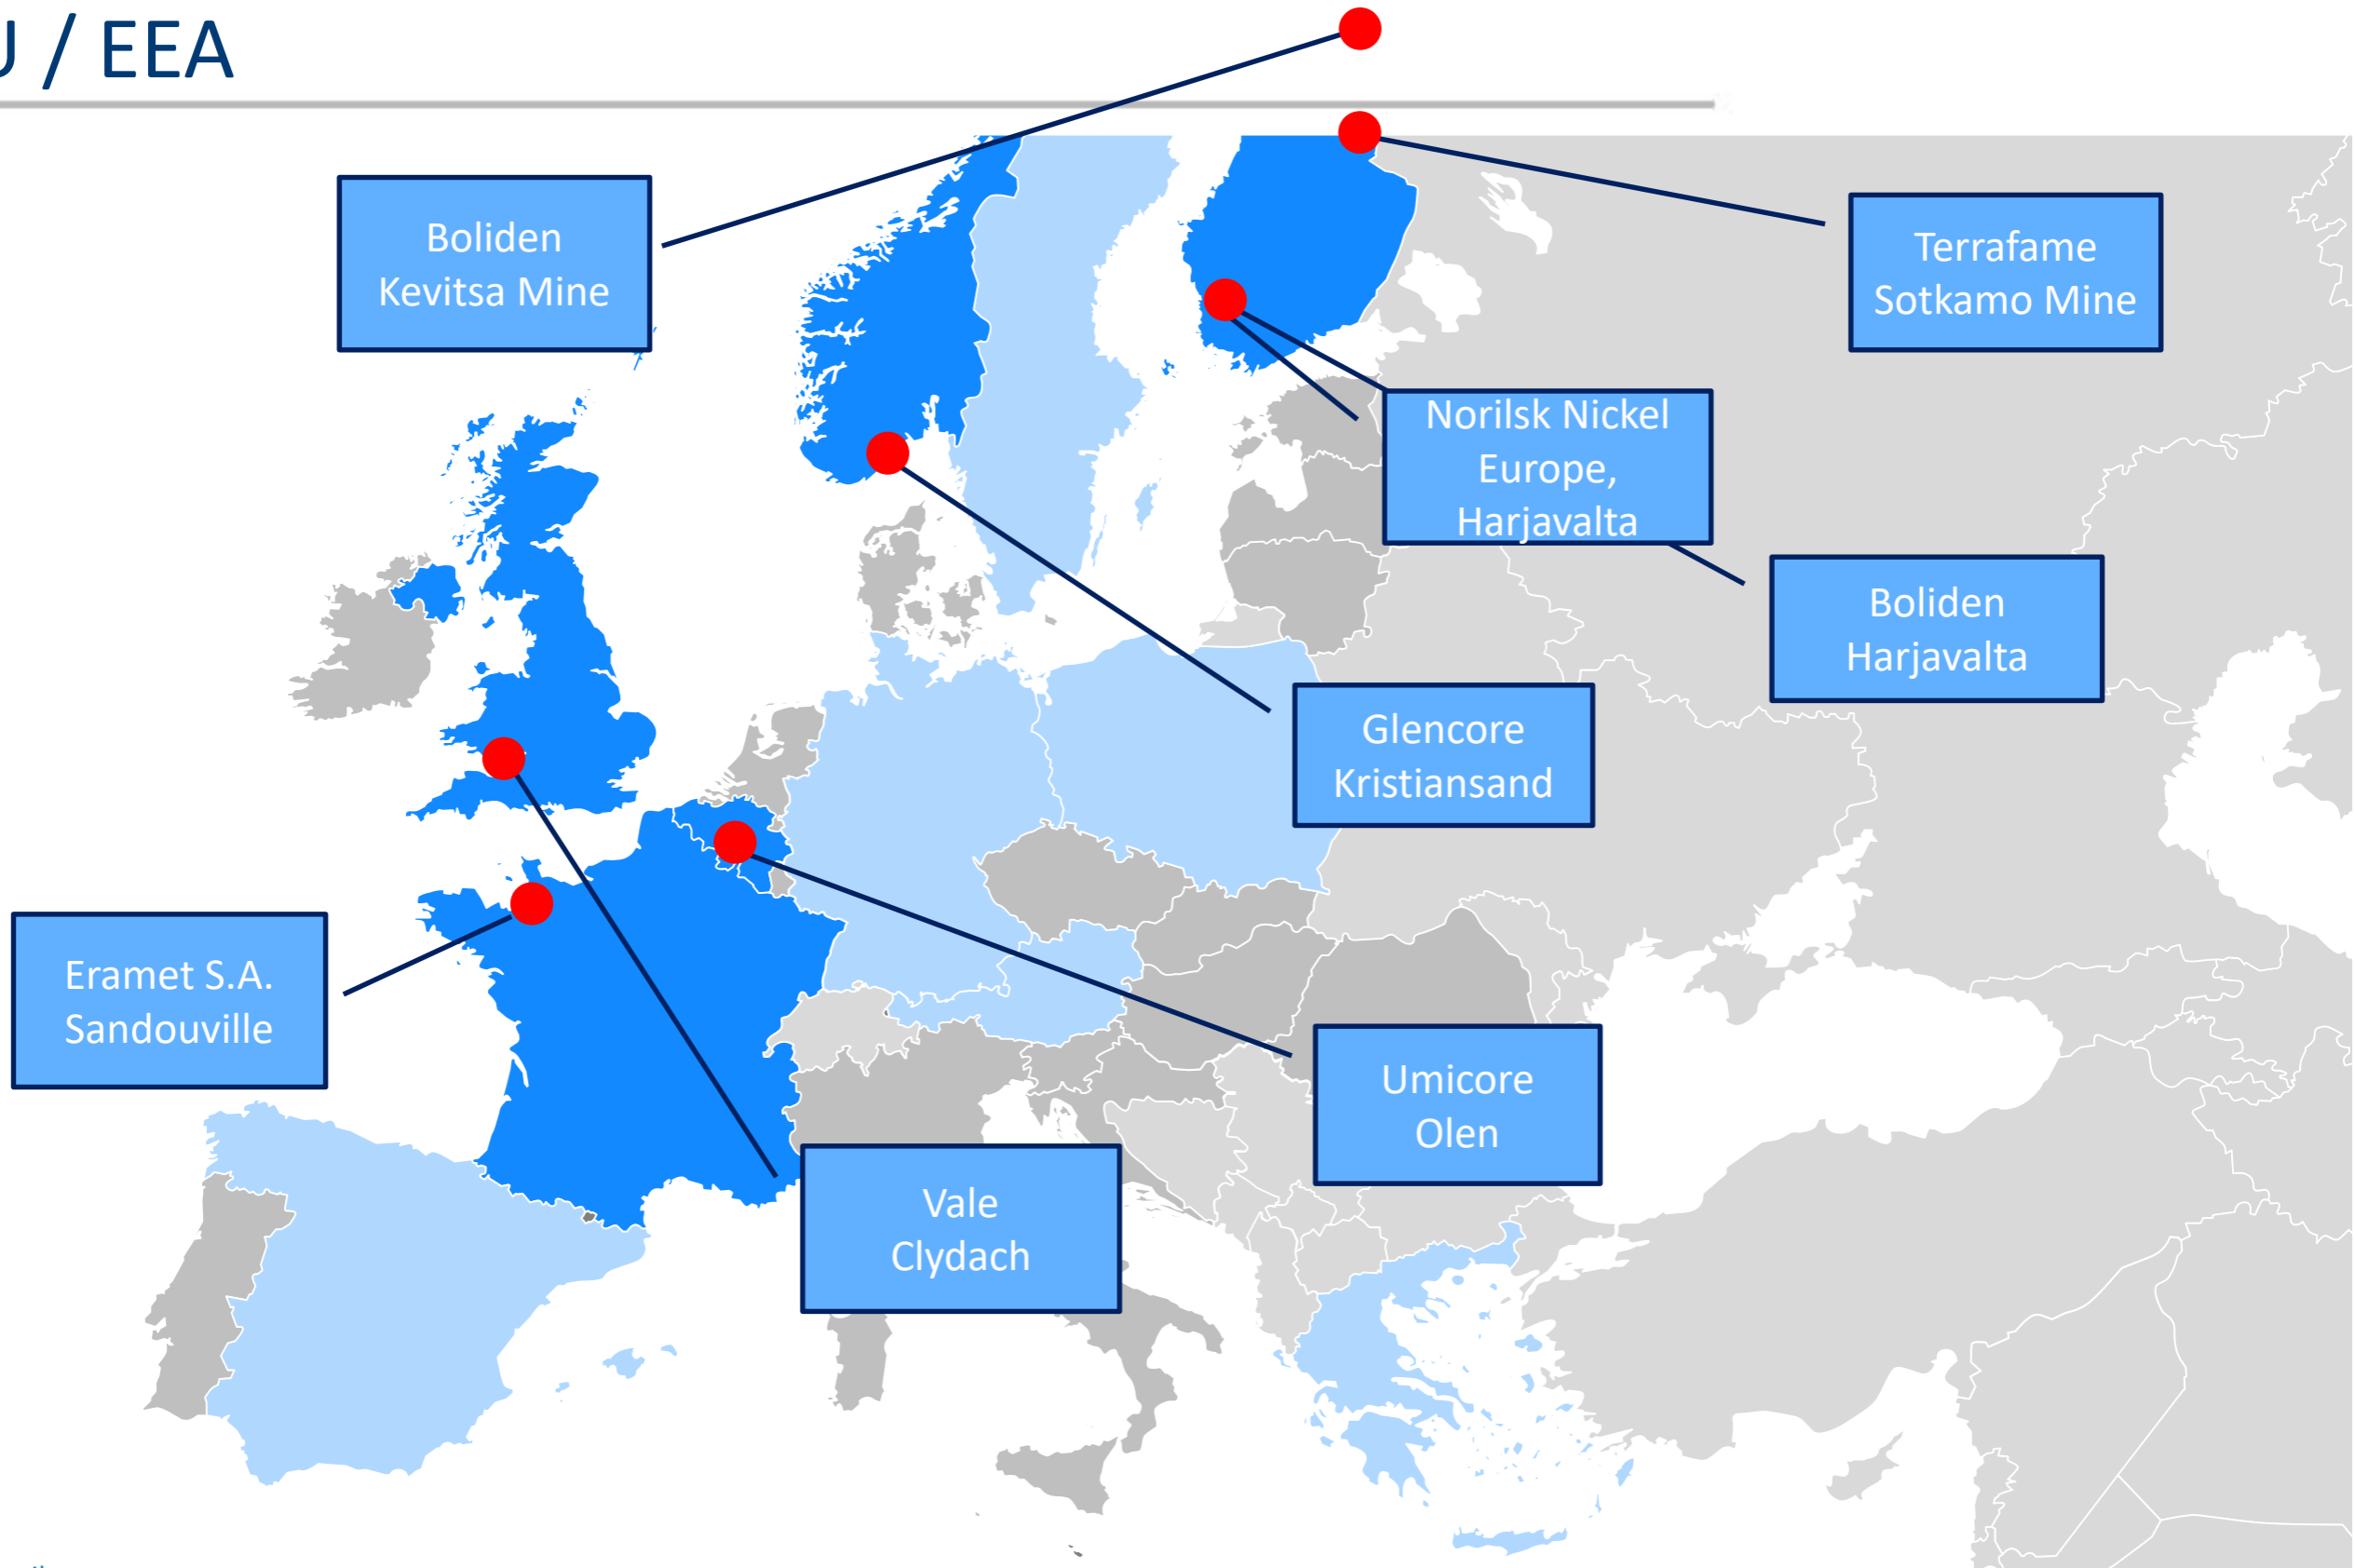 U / EEA
Boliden
Kevitsa Mine
Terrafame
Sotkamo Mine
Norilsk Nickel
Europe,
Harjavalta
Boliden
Harjavalta
Glencore
Kristiansand
Eramet S.A.
Sandouville
Umicore
Olen
Vale
Clydach